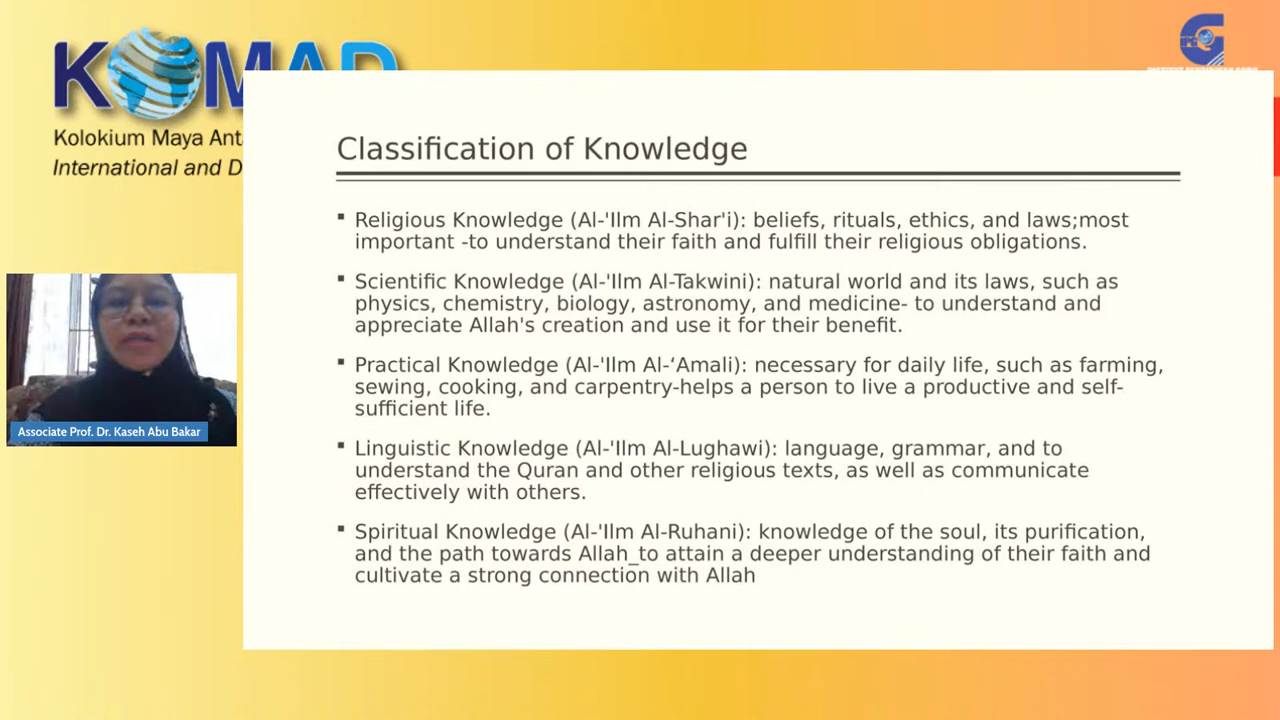 Kolokium Maya Ant
International and D
Classification of Knowledge
▪ Religious Knowledge (Al-'Ilm Al-Shar'i): beliefs, rituals, ethics, and laws;most
important -to understand their faith and fulfill their religious obligations.
▪ Scientific Knowledge (Al-'Ilm Al-Takwini): natural world and its laws, such as
physics, chemistry, biology, astronomy, and medicine- to understand and
appreciate Allah's creation and use it for their benefit.
▪ Practical Knowledge (Al-'Ilm Al-‘Amali): necessary for daily life, such as farming,
sewing, cooking, and carpentry-helps a person to live a productive and self-
sufficient life.
▪ Linguistic Knowledge (Al-'Ilm Al-Lughawi): language, grammar, and to
understand the Quran and other religious texts, as well as communicate
effectively with others.
▪ Spiritual Knowledge (Al-'Ilm Al-Ruhani): knowledge of the soul, its purification,
and the path towards Allah_to attain a deeper understanding of their faith and
cultivate a strong connection with Allah
Associate Prof. Dr. Kaseh Abu Bakar